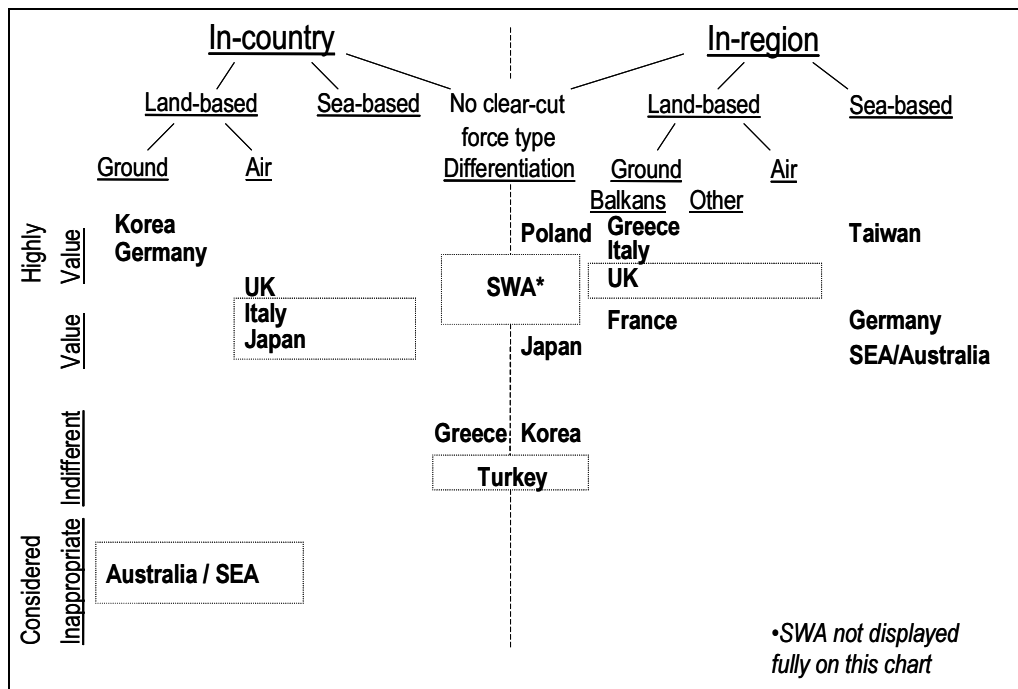 In-country In-region
Land-based Sea-based No clear-cut Land-based Sea-based
force type
Ground Air Differentiation Ground Air
Balkans Other
Highly
Value
Korea Poland Greece Taiwan
Germany Italy
UK SWA* UK
Value
Italy France Germany
Japan Japan SEA/Australia
Indifferent
Greece Korea
Turkey
Considered
Inappropriate
Australia / SEA
•SWA not displayed
fully on this chart